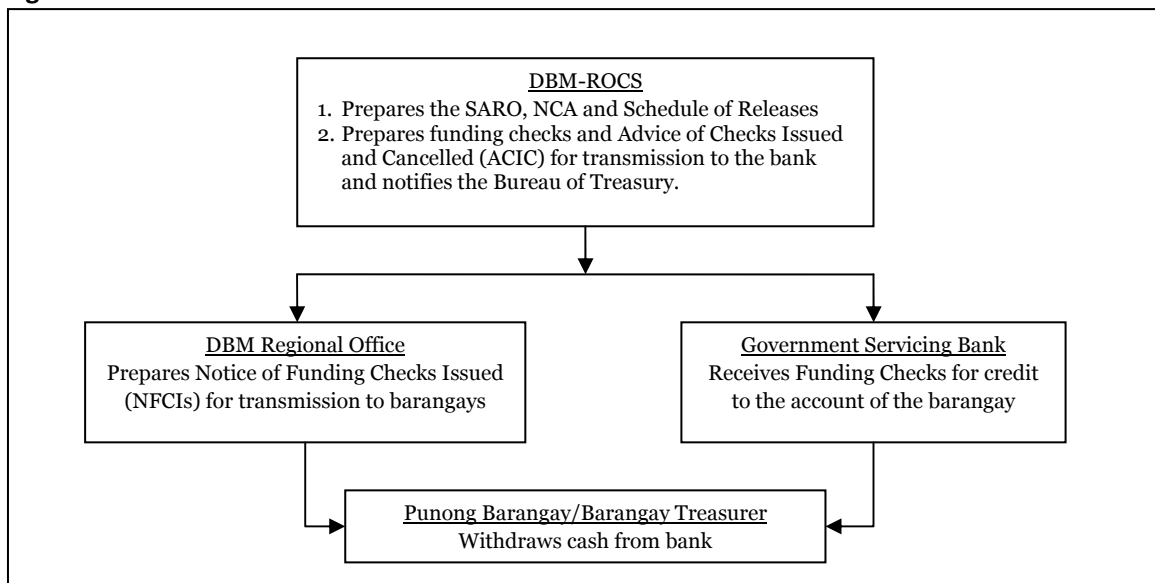 DBM-ROCS
1. Prepares the SARO, NCA and Schedule of Releases
2. Prepares funding checks and Advice of Checks Issued
and Cancelled (ACIC) for transmission to the bank
and notifies the Bureau of Treasury.
DBM Regional Office
Prepares Notice of Funding Checks Issued
(NFCIs) for transmission to barangays
Government Servicing Bank
Receives Funding Checks for credit
to the account of the barangay
Punong Barangay/Barangay Treasurer
Withdraws cash from bank